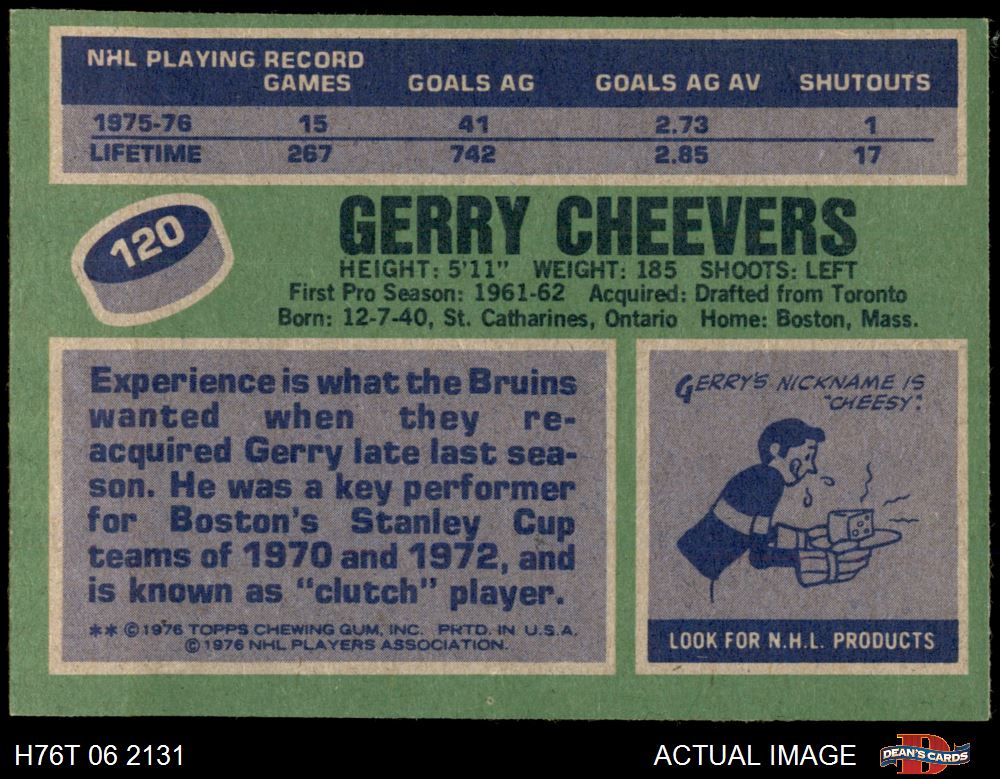 NHL PLAYING RECORD
GAMES GOALS AG GOALS AG AV SHUTOUTS
1975-76 15 41 2.73 1
LIFETIME 267 742 2.85 17
120
GERRY CHEEVERS
HEIGHT: 5'11" WEIGHT: 185 SHOOTS: LEFT
First Pro Season: 1961-62 Acquired: Drafted from Toronto
Born: 12-7-40, St. Catharines, Ontario Home: Boston, Mass.
Experience is what the Bruins
wanted when they re-
acquired Gerry late last sea-
son. He was a key performer
for Boston's Stanley Cup
teams of 1970 and 1972, and
is known as "clutch" player.
** © 1976 TOPPS CHEWING GUM, INC. PRTD. IN U.S.A.
© 1976 NHL PLAYERS ASSOCIATION.
GERRY'S NICKNAME IS
"CHEESY".
LOOK FOR N.H.L. PRODUCTS
H76T 06 2131
ACTUAL IMAGE
D
DEAN'S CARDS